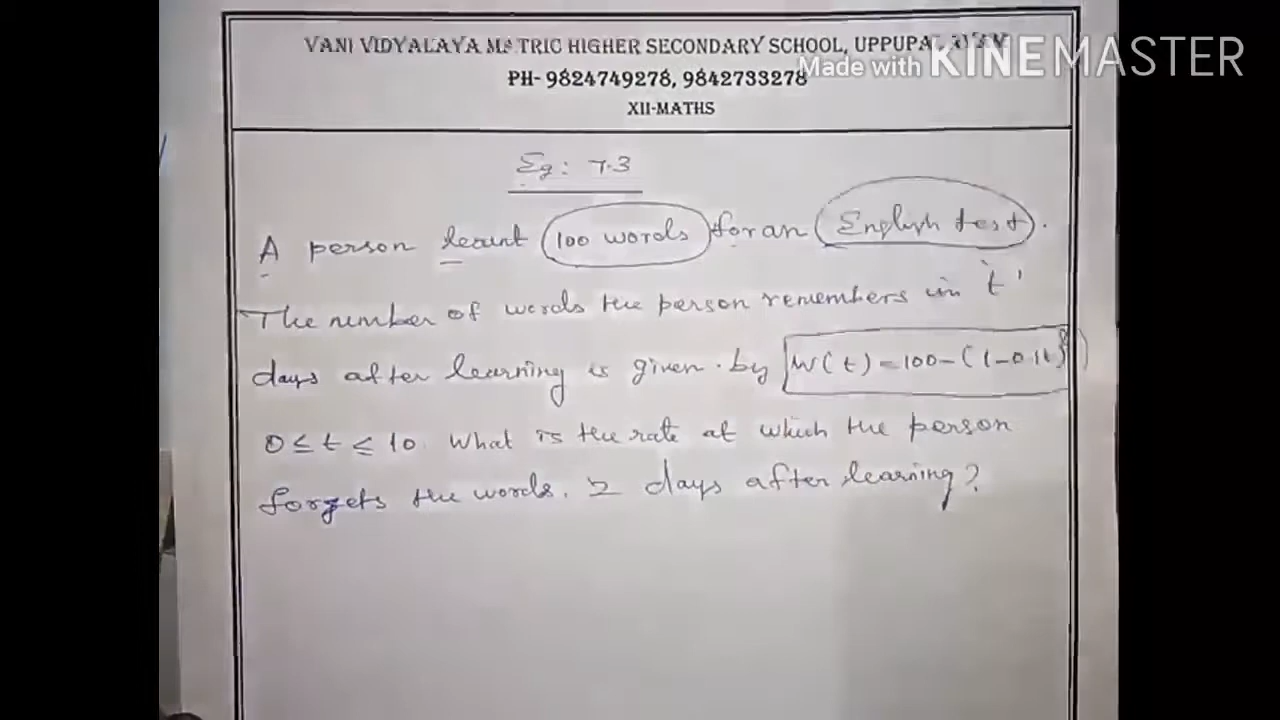 VANI VIDYALAYA MATRIC HIGHER SECONDARY SCHOOL, UPPUPALAYAM
Made with KINEMASTER
PH- 9824749278, 9842733278
XII-MATHS
Eg: 7.3
A person learnt 100 words for an English test.
The number of words the person remembers in 't'
days after learning is given by W(t) = 100 - (1-0.1t)
0 ≤ t ≤ 10. What is the rate at which the person
forgets the words. 2 days after learning?